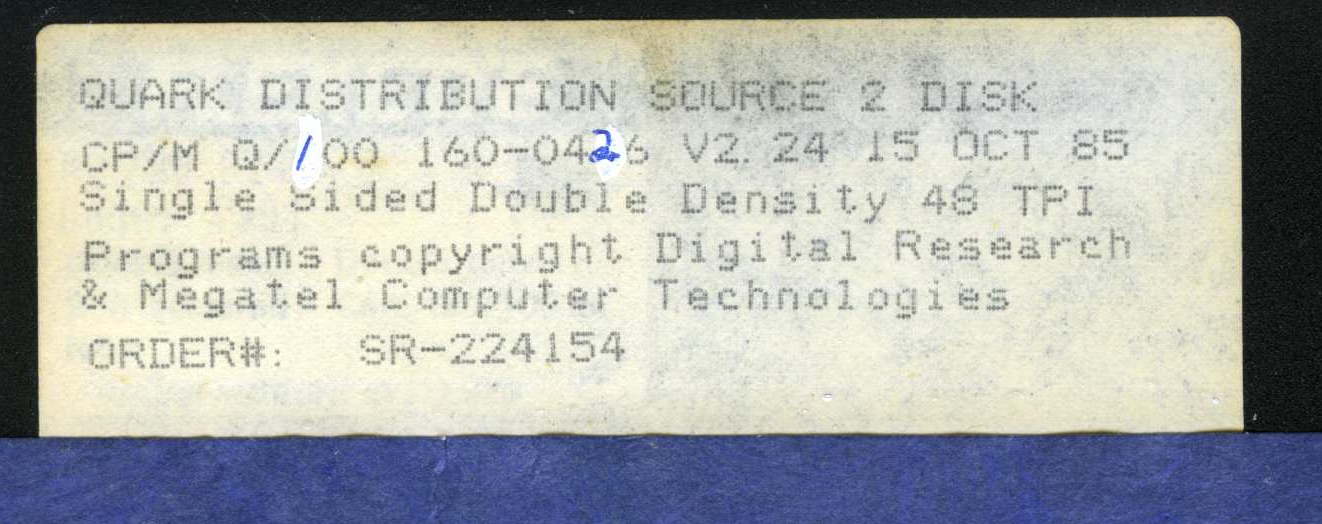 QUARK DISTRIBUTION SOURCE 2 DISK
CP/M Q/100 160-0426 V2.24 15 OCT 85
Single Sided Double Density 48 TPI
Programs copyright Digital Research
& Megatel Computer Technologies
ORDER#: SR-224154